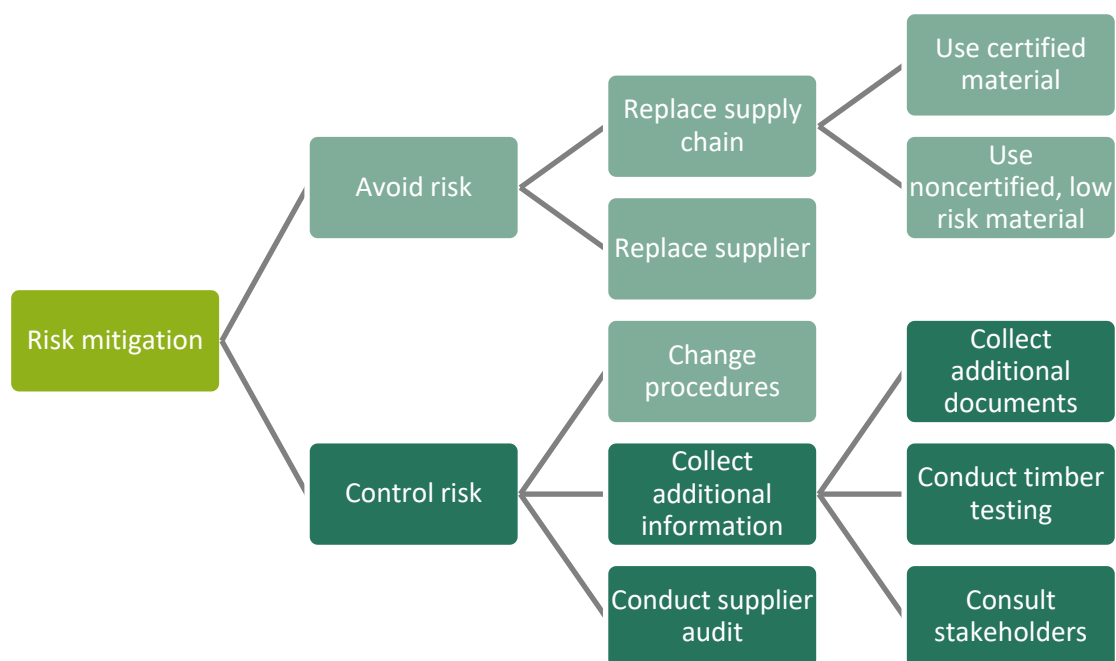 Risk mitigation
Avoid risk
Replace supply
chain
Use certified
material
Use
noncertified, low
risk material
Replace supplier
Control risk
Change
procedures
Collect
additional
information
Collect
additional
documents
Conduct timber
testing
Consult
stakeholders
Conduct supplier
audit